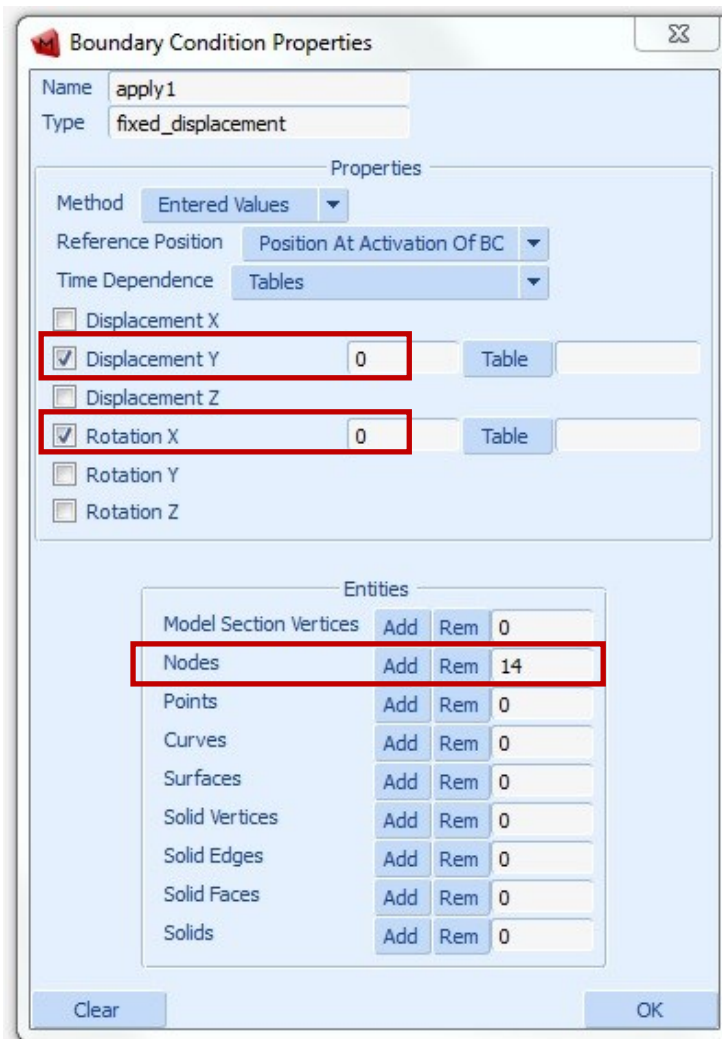 Boundary Condition Properties
Name apply1
Type fixed_displacement
Properties
Method Entered Values
Reference Position Position At Activation Of BC
Time Dependence Tables
Displacement X
Displacement Y 0 Table
Displacement Z
Rotation X 0 Table
Rotation Y
Rotation Z
Entities
Model Section Vertices Add Rem 0
Nodes Add Rem 14
Points Add Rem 0
Curves Add Rem 0
Surfaces Add Rem 0
Solid Vertices Add Rem 0
Solid Edges Add Rem 0
Solid Faces Add Rem 0
Solids Add Rem 0
Clear OK